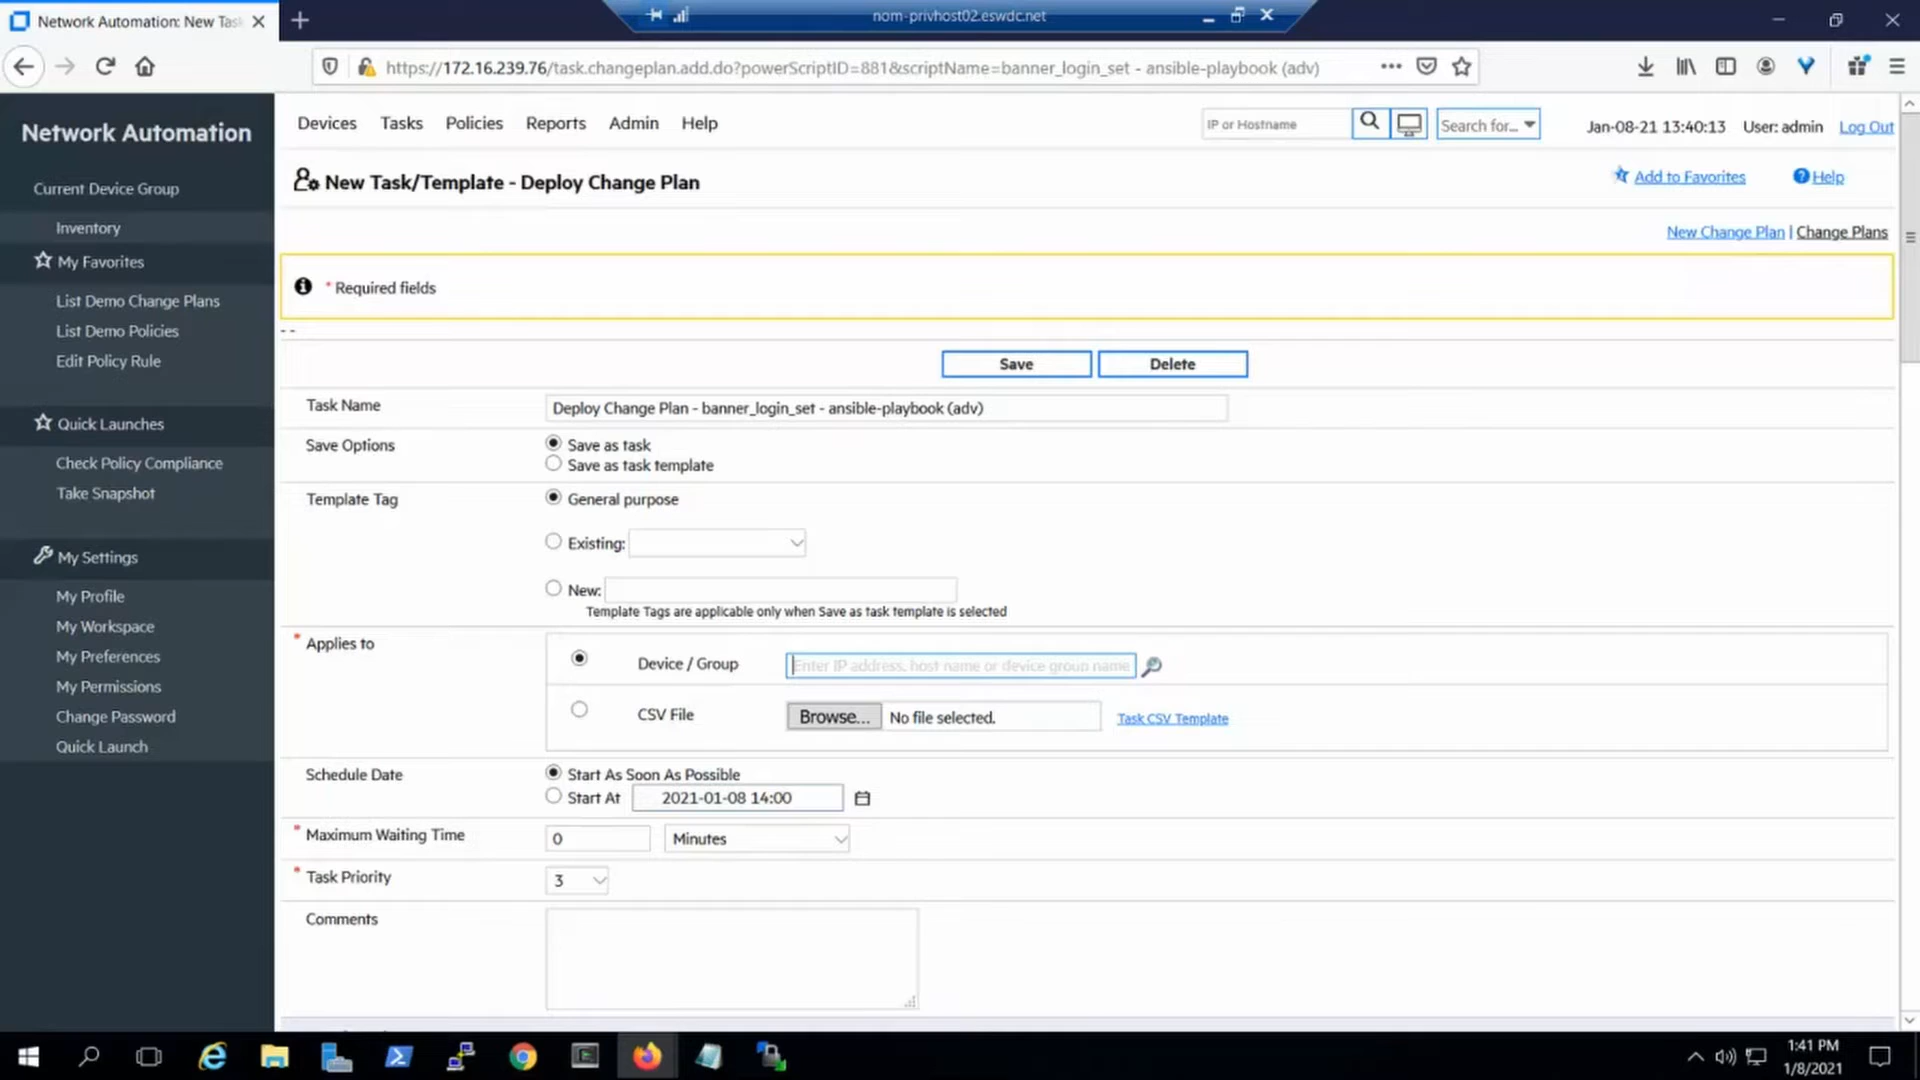 Network Automation: New Tas
nom-privhost02.eswdc.net
https://172.16.239.76/task.changeplan.add.do?powerScriptID=881&scriptName=banner_login_set - ansible-playbook (adv)
Network Automation
Devices Tasks Policies Reports Admin Help
IP or Hostname
Search for...
Jan-08-21 13:40:13 User: admin Log Out
Current Device Group
Inventory
My Favorites
List Demo Change Plans
List Demo Policies
Edit Policy Rule
Quick Launches
Check Policy Compliance
Take Snapshot
My Settings
My Profile
My Workspace
My Preferences
My Permissions
Change Password
Quick Launch
New Task/Template - Deploy Change Plan
Add to Favorites
Help
New Change Plan | Change Plans
* Required fields
- -
Save
Delete
Task Name
Deploy Change Plan - banner_login_set - ansible-playbook (adv)
Save Options
Save as task
Save as task template
Template Tag
General purpose
Existing:
New:
Template Tags are applicable only when Save as task template is selected
* Applies to
Device / Group
Enter IP address, host name or device group name
CSV File
Browse...
No file selected.
Task CSV Template
Schedule Date
Start As Soon As Possible
Start At
2021-01-08 14:00
* Maximum Waiting Time
0
Minutes
* Task Priority
3
Comments
1:41 PM
1/8/2021